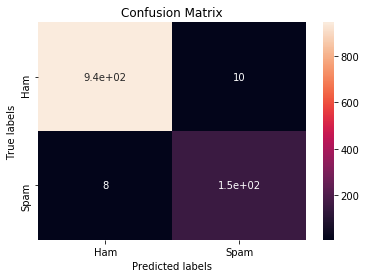 Confusion Matrix
Ham
9.4e+02
10
800
600
True labels
400
Spam
8
1.5e+02
200
Ham
Spam
Predicted labels